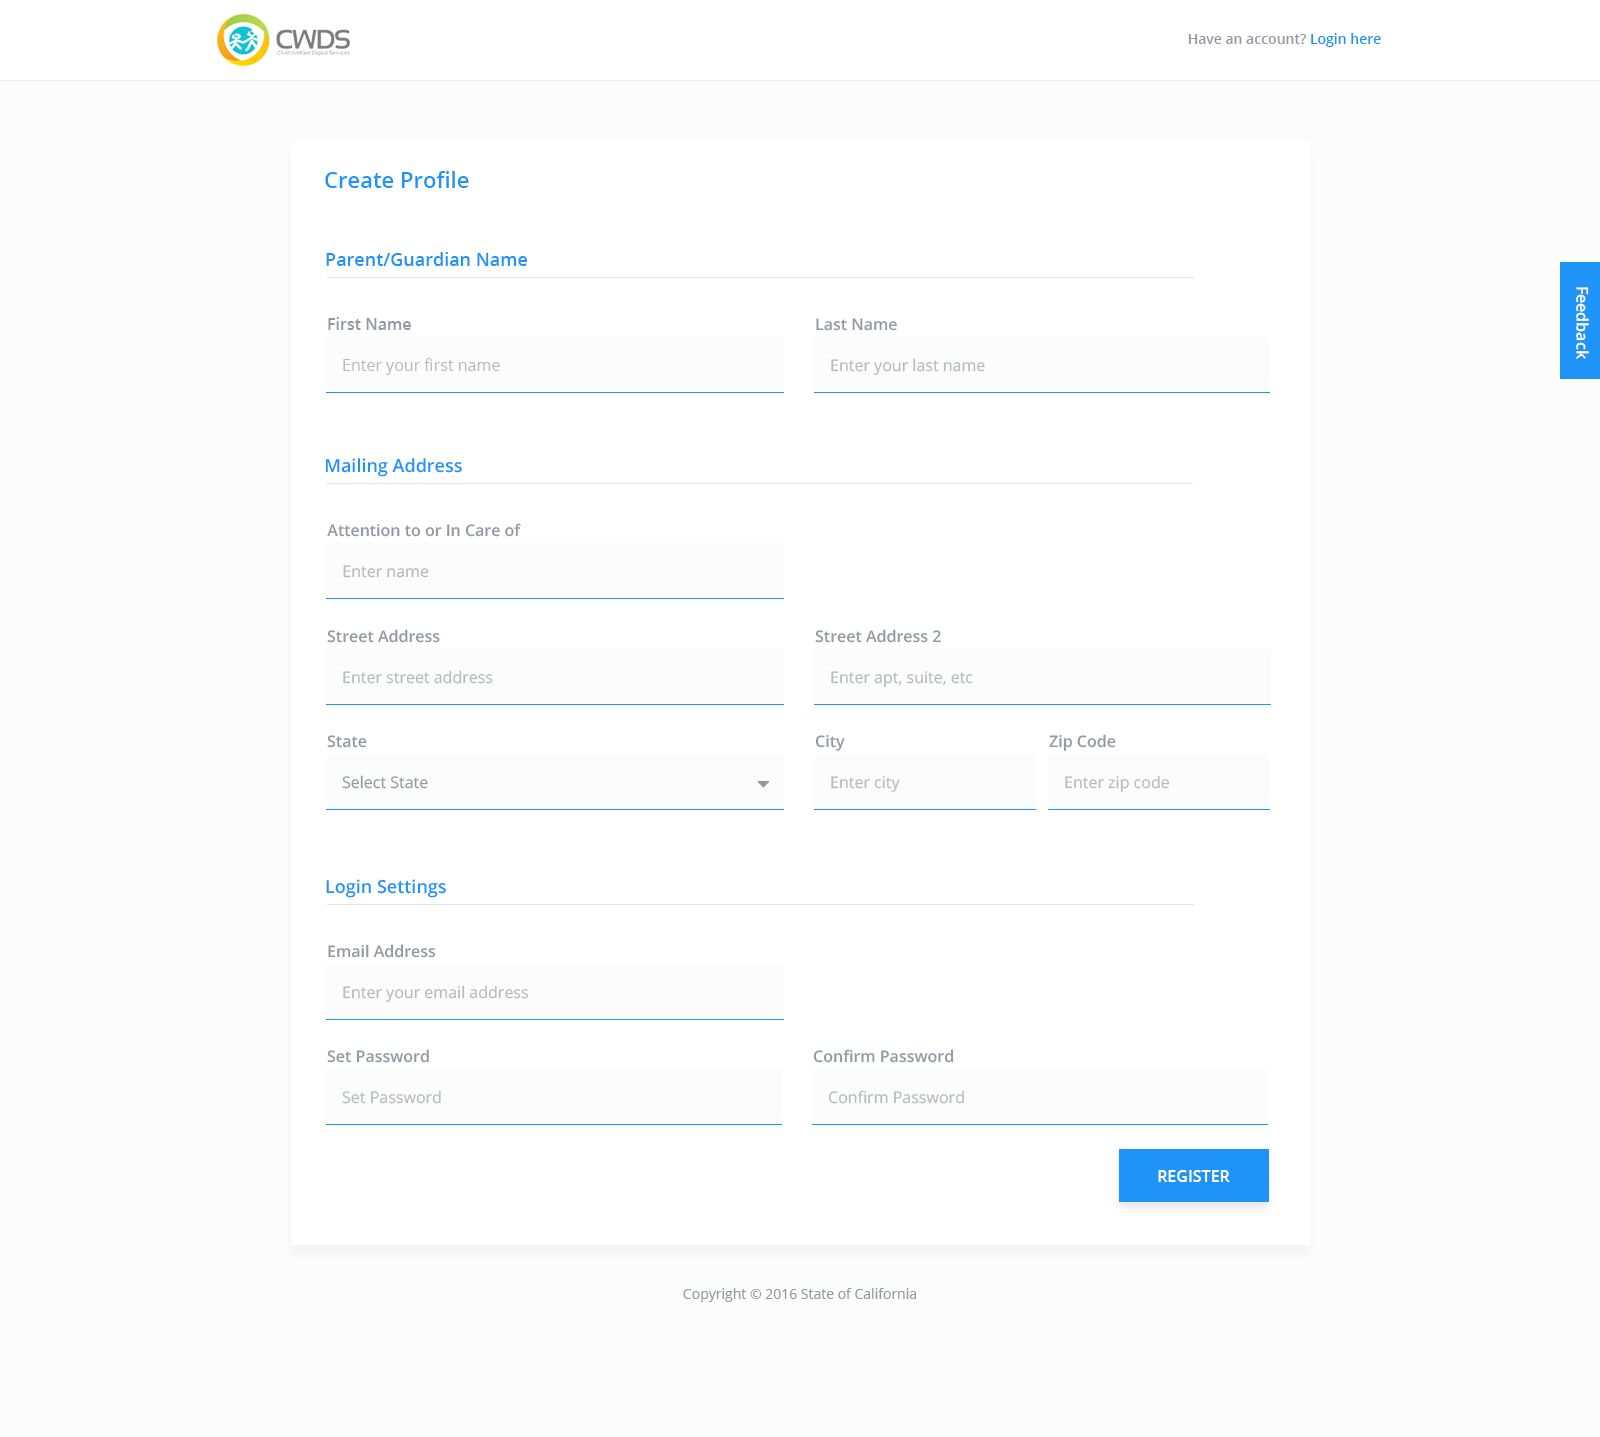 CWDS
Child Welfare Digital Services
Have an account? Login here
Create Profile
Parent/Guardian Name
First Name
Last Name
Enter your first name
Enter your last name
Feedback
Mailing Address
Attention to or In Care of
Enter name
Street Address
Street Address 2
Enter street address
Enter apt, suite, etc
State
City
Zip Code
Select State
Enter city
Enter zip code
Login Settings
Email Address
Enter your email address
Set Password
Confirm Password
Set Password
Confirm Password
REGISTER
Copyright © 2016 State of California